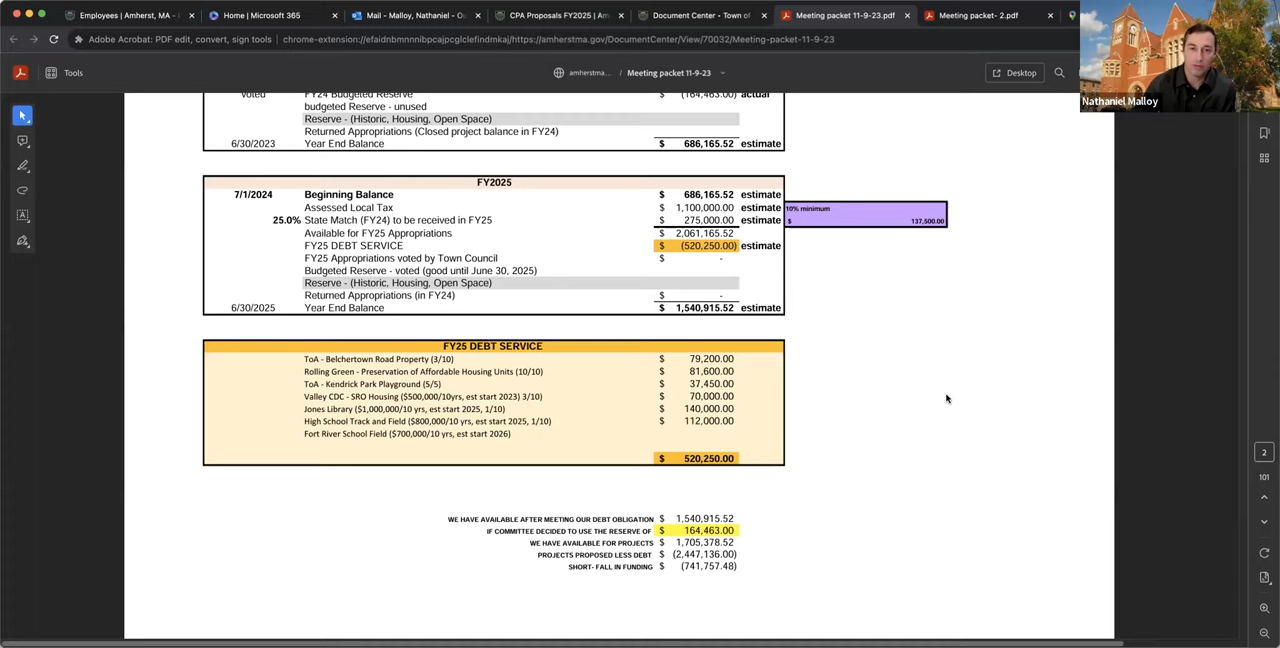 Employees | Amherst, MA -
Home | Microsoft 365
Mail - Malloy, Nathaniel - Ou
CPA Proposals FY2025 | Am
Document Center - Town of
Meeting packet 11-9-23.pdf
Meeting packet- 2.pdf
Adobe Acrobat: PDF edit, convert, sign tools | chrome-extension://efaidnbmnnnibpcajpcglclefindmkaj/https://amherstma.gov/DocumentCenter/View/70032/Meeting-packet-11-9-23
Tools
amherstma... / Meeting packet 11-9-23
Desktop
Nathaniel Malloy
voted FY24 Budgeted Reserve (164,463.00) actual
budgeted Reserve - unused
Reserve - (Historic, Housing, Open Space)
Returned Appropriations (Closed project balance in FY24)
6/30/2023 Year End Balance $ 686,165.52 estimate
FY2025
7/1/2024 Beginning Balance $ 686,165.52 estimate
Assessed Local Tax $ 1,100,000.00 estimate
10% minimum
25.0% State Match (FY24) to be received in FY25 $ 275,000.00 estimate
$ 137,500.00
Available for FY25 Appropriations $ 2,061,165.52
FY25 DEBT SERVICE $ (520,250.00) estimate
FY25 Appropriations voted by Town Council $ -
Budgeted Reserve - voted (good until June 30, 2025)
Reserve - (Historic, Housing, Open Space)
Returned Appropriations (in FY24) $ -
6/30/2025 Year End Balance $ 1,540,915.52 estimate
FY25 DEBT SERVICE
ToA - Belchertown Road Property (3/10) $ 79,200.00
Rolling Green - Preservation of Affordable Housing Units (10/10) $ 81,600.00
ToA - Kendrick Park Playground (5/5) $ 37,450.00
Valley CDC - SRO Housing ($500,000/10yrs, est start 2023) 3/10) $ 70,000.00
Jones Library ($1,000,000/10 yrs, est start 2025, 1/10) $ 140,000.00
High School Track and Field ($800,000/10 yrs, est start 2025, 1/10) $ 112,000.00
Fort River School Field ($700,000/10 yrs, est start 2026)
$ 520,250.00
WE HAVE AVAILABLE AFTER MEETING OUR DEBT OBLIGATION $ 1,540,915.52
IF COMMITTEE DECIDED TO USE THE RESERVE OF $ 164,463.00
WE HAVE AVAILABLE FOR PROJECTS $ 1,705,378.52
PROJECTS PROPOSED LESS DEBT $ (2,447,136.00)
SHORT- FALL IN FUNDING $ (741,757.48)
2
101